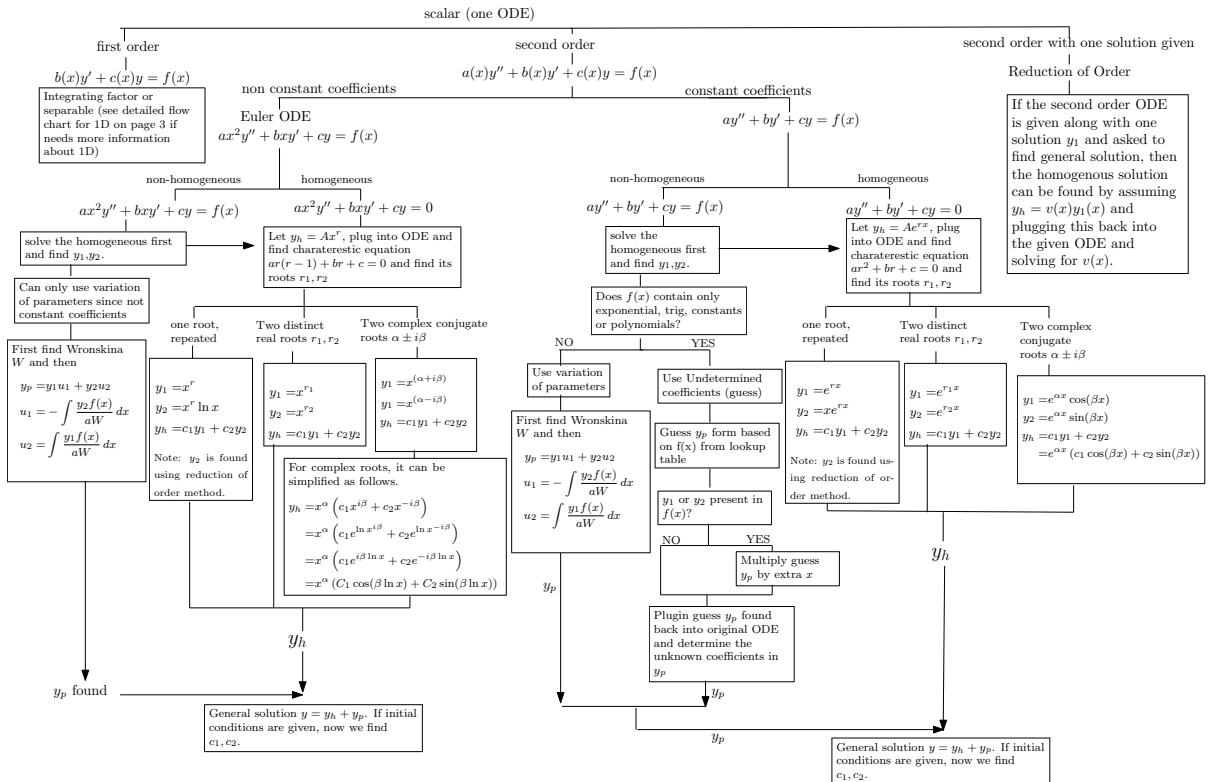 scalar (one ODE)
first order
b(x)y′ + c(x)y = f(x)
Integrating factor or
separable (see detailed flow
chart for 1D on page 3 if
needs more information
about 1D)
second order
a(x)y′′ + b(x)y′ + c(x)y = f(x)
second order with one solution given
Reduction of Order
If the second order ODE
is given along with one
solution y₁ and asked to
find general solution, then
the homogenous solution
can be found by assuming
yₕ = v(x)y₁(x) and
plugging this back into
the given ODE and
solving for v(x).
non constant coefficients
Euler ODE
ax²y′′ + bxy′ + cy = f(x)
constant coefficients
ay′′ + by′ + cy = f(x)
non-homogeneous
ax²y′′ + bxy′ + cy = f(x)
solve the homogeneous first
and find y₁,y₂.
Can only use variation
of parameters since not
constant coefficients
First find Wronskina
W and then
yₚ =y₁u₁ + y₂u₂
u₁ = − ∫ y₂f(x)/aW dx
u₂ = ∫ y₁f(x)/aW dx
yₚ found
homogeneous
ax²y′′ + bxy′ + cy = 0
Let yₕ = Axʳ, plug into ODE and
find charaterestic equation
ar(r − 1) + br + c = 0 and find its
roots r₁, r₂
one root,
repeated
y₁ =xʳ
y₂ =xʳ ln x
yₕ =c₁y₁ + c₂y₂
Note: y₂ is found
using reduction of
order method.
Two distinct
real roots r₁, r₂
y₁ =x^{r₁}
y₂ =x^{r₂}
yₕ =c₁y₁ + c₂y₂
Two complex conjugate
roots α ± iβ
y₁ =x^{(α+iβ)}
y₁ =x^{(α−iβ)}
yₕ =c₁y₁ + c₂y₂
For complex roots, it can be
simplified as follows.
yₕ =x^α (c₁x^{iβ} + c₂x^{−iβ})
=x^α (c₁e^{ln x^{iβ}} + c₂e^{ln x^{−iβ}})
=x^α (c₁e^{iβ ln x} + c₂e^{−iβ ln x})
=x^α (C₁ cos(β ln x) + C₂ sin(β ln x))
yₕ
General solution y = yₕ + yₚ. If initial
conditions are given, now we find
c₁, c₂.
non-homogeneous
ay′′ + by′ + cy = f(x)
solve the
homogeneous first
and find y₁,y₂.
Does f(x) contain only
exponential, trig, constants
or polynomials?
NO
Use variation
of parameters
First find Wronskina
W and then
yₚ =y₁u₁ + y₂u₂
u₁ = − ∫ y₂f(x)/aW dx
u₂ = ∫ y₁f(x)/aW dx
yₚ
YES
Use Undetermined
coefficients (guess)
Guess yₚ form based
on f(x) from lookup
table
y₁ or y₂ present in
f(x)?
NO
YES
Multiply guess
yₚ by extra x
Plugin guess yₚ found
back into original ODE
and determine the
unknown coefficients in
yₚ
yₚ
yₚ
homogeneous
ay′′ + by′ + cy = 0
Let yₕ = Ae^{rx}, plug
into ODE and find
charaterestic equation
ar² + br + c = 0 and
find its roots r₁, r₂
one root,
repeated
y₁ =e^{rx}
y₂ =xe^{rx}
yₕ =c₁y₁ + c₂y₂
Note: y₂ is found us-
ing reduction of or-
der method.
Two distinct
real roots r₁, r₂
y₁ =e^{r₁x}
y₂ =e^{r₂x}
yₕ =c₁y₁ + c₂y₂
Two complex
conjugate
roots α ± iβ
y₁ =e^{αx} cos(βx)
y₂ =e^{αx} sin(βx)
yₕ =c₁y₁ + c₂y₂
=e^{αx} (c₁ cos(βx) + c₂ sin(βx))
yₕ
General solution y = yₕ + yₚ. If initial
conditions are given, now we find
c₁, c₂.